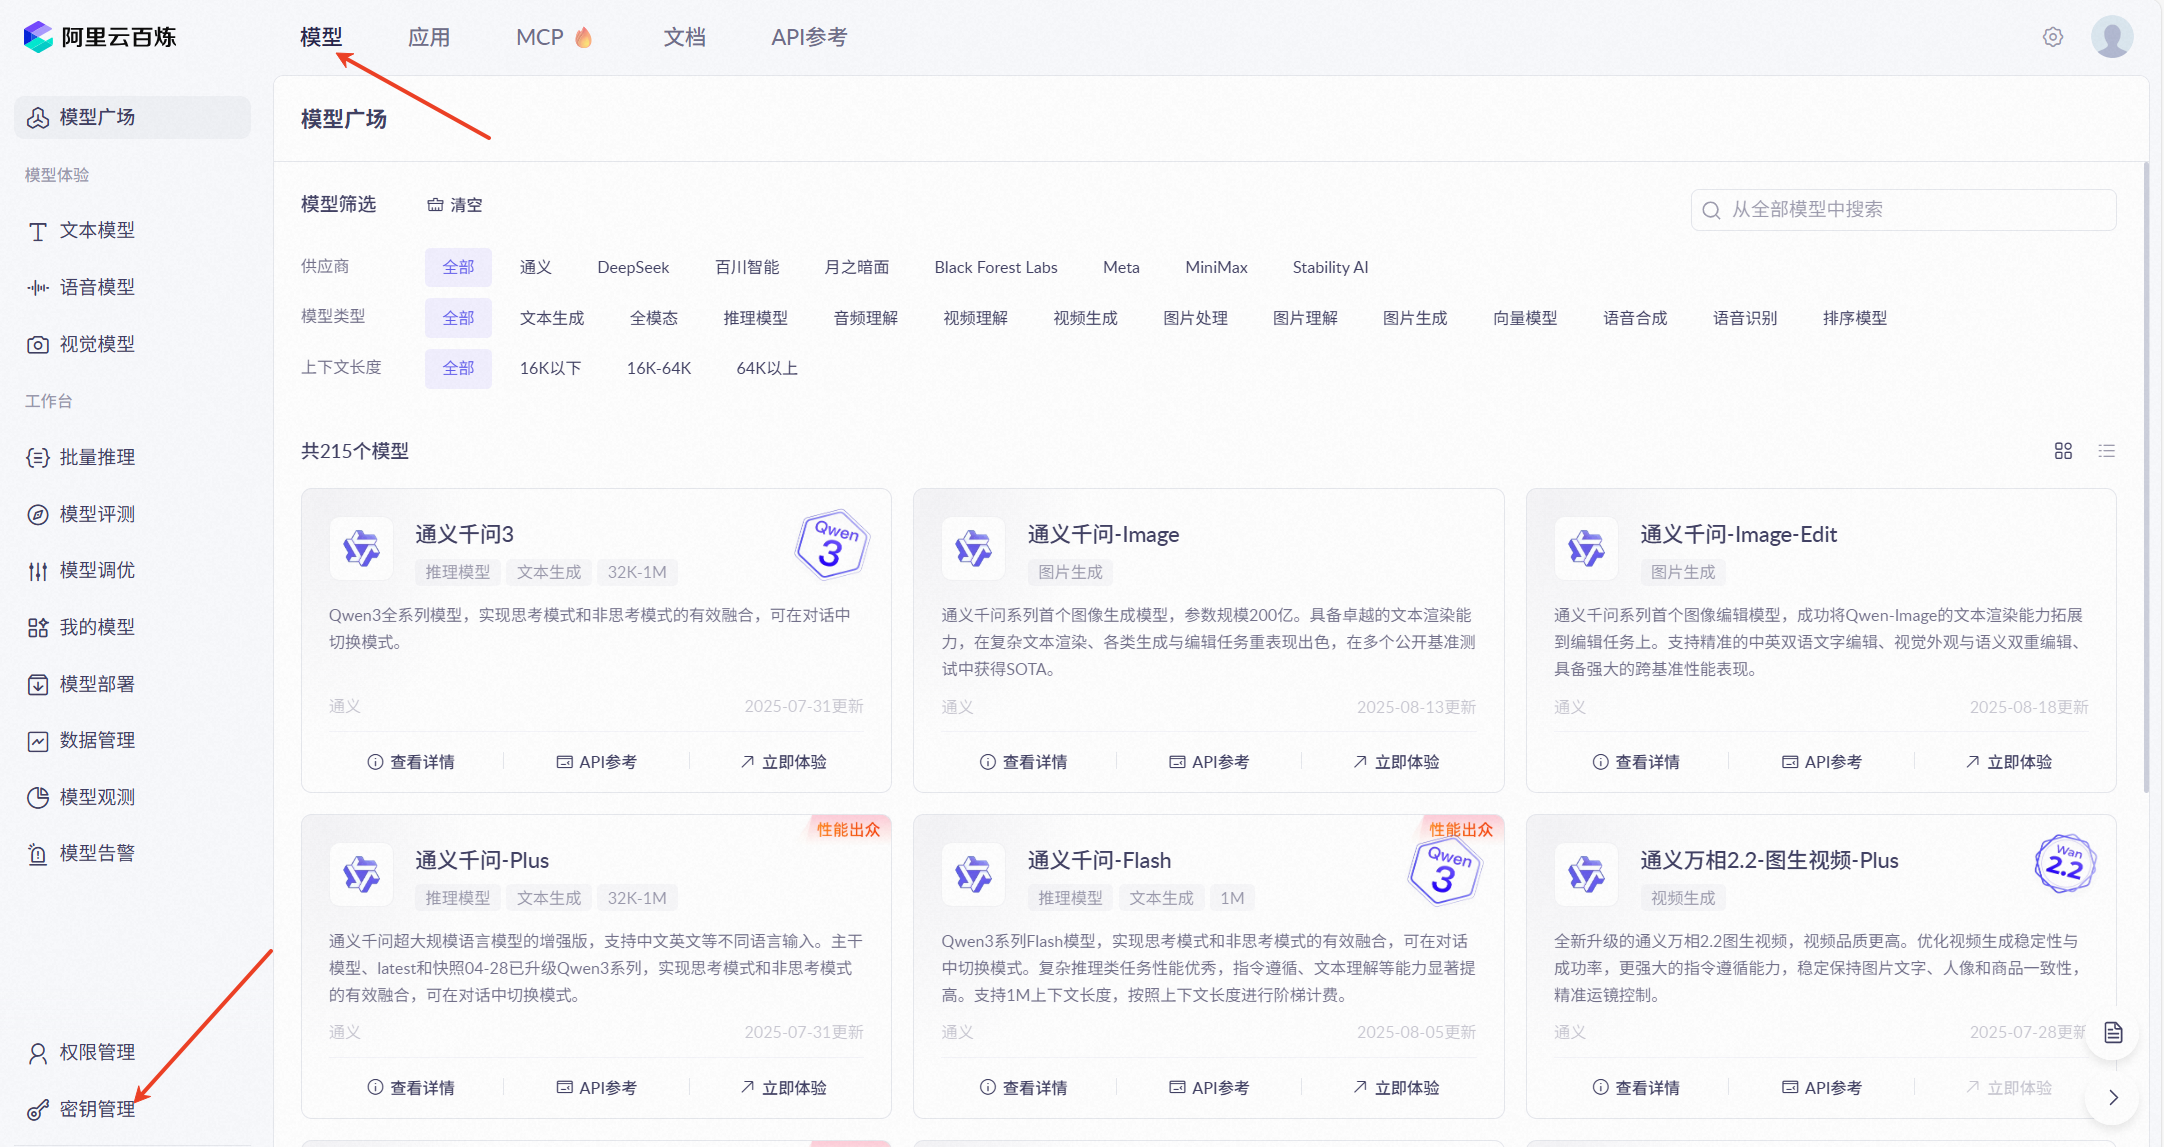 阿里云百炼
模型
应用
MCP
文档
API参考
模型广场
模型体验
文本模型
语音模型
视觉模型
工作台
批量推理
模型评测
模型调优
我的模型
模型部署
数据管理
模型观测
模型告警
权限管理
密钥管理
模型广场
模型筛选
清空
从全部模型中搜索
供应商 全部 通义 DeepSeek 百川智能 月之暗面 Black Forest Labs Meta MiniMax Stability AI
模型类型 全部 文本生成 全模态 推理模型 音频理解 视频理解 视频生成 图片处理 图片理解 图片生成 向量模型 语音合成 语音识别 排序模型
上下文长度 全部 16K以下 16K-64K 64K以上
共215个模型
通义千问3
Qwen
3
推理模型 文本生成 32K-1M
Qwen3全系列模型，实现思考模式和非思考模式的有效融合，可在对话中
切换模式。
通义 2025-07-31更新
查看详情 API参考 立即体验
通义千问-Image
图片生成
通义千问系列首个图像生成模型，参数规模200亿。具备卓越的文本渲染能
力，在复杂文本渲染、各类生成与编辑任务重表现出色，在多个公开基准测
试中获得SOTA。
通义 2025-08-13更新
查看详情 API参考 立即体验
通义千问-Image-Edit
图片生成
通义千问系列首个图像编辑模型，成功将Qwen-Image的文本渲染能力拓展
到编辑任务上。支持精准的中英双语文字编辑、视觉外观与语义双重编辑、
具备强大的跨基准性能表现。
通义 2025-08-18更新
查看详情 API参考 立即体验
性能出众
通义千问-Plus
推理模型 文本生成 32K-1M
通义千问超大规模语言模型的增强版，支持中文英文等不同语言输入。主干
模型、latest和快照04-28已升级Qwen3系列，实现思考模式和非思考模式
的有效融合，可在对话中切换模式。
通义 2025-07-31更新
查看详情 API参考 立即体验
性能出众
通义千问-Flash
Qwen
3
推理模型 文本生成 1M
Qwen3系列Flash模型，实现思考模式和非思考模式的有效融合，可在对话
中切换模式。复杂推理类任务性能优秀，指令遵循、文本理解等能力显著提
高。支持1M上下文长度，按照上下文长度进行阶梯计费。
通义 2025-08-05更新
查看详情 API参考 立即体验
通义万相2.2-图生视频-Plus
Wan
2.2
视频生成
全新升级的通义万相2.2图生视频，视频品质更高。优化视频生成稳定性与
成功率，更强大的指令遵循能力，稳定保持图片文字、人像和商品一致性，
精准运镜控制。
通义 2025-07-28更新
查看详情 API参考 立即体验